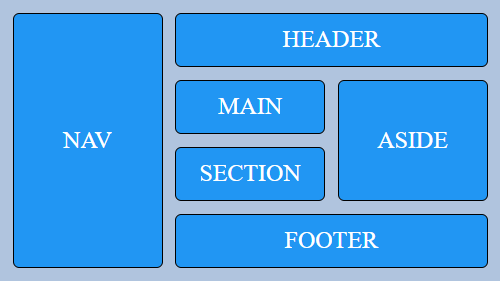 NAV
HEADER
MAIN
SECTION
ASIDE
FOOTER